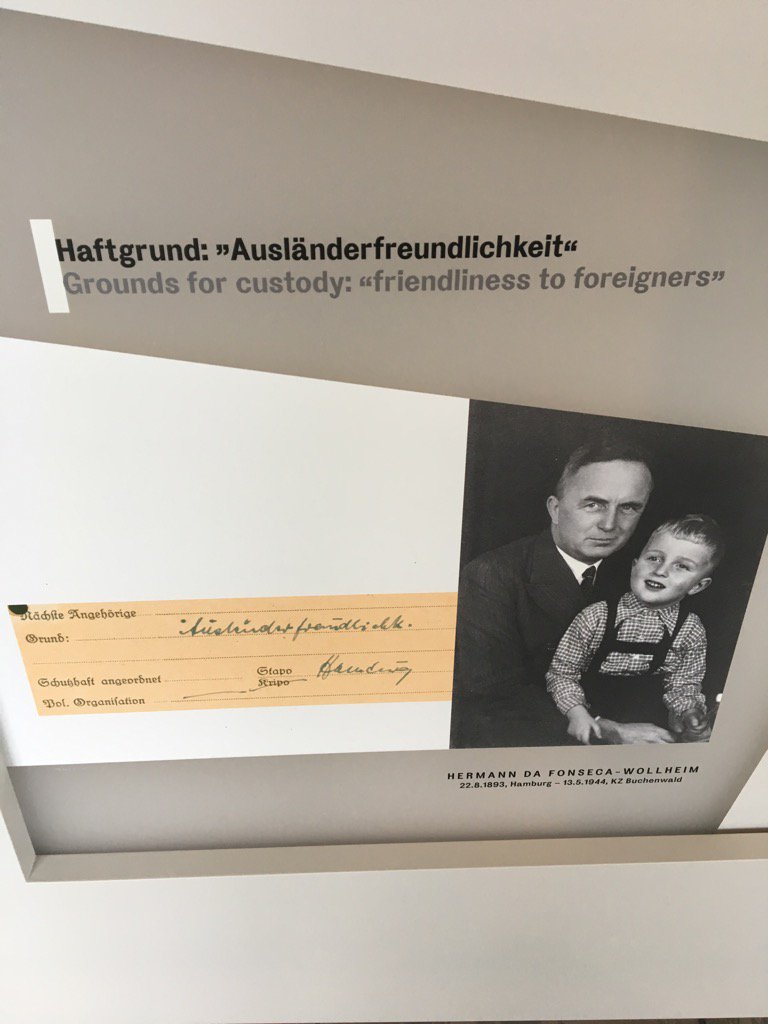 Haftgrund: ”Ausländerfreundlichkeit“
Grounds for custody: “friendliness to foreigners”
Nächste Angehörige
Grund: Ausländerfreundlichk.
Schutzhaft angeordnet Stapo Hamburg
Kripo
Pol. Organisation
HERMANN DA FONSECA-WOLLHEIM
22.8.1893, Hamburg – 13.5.1944, KZ Buchenwald